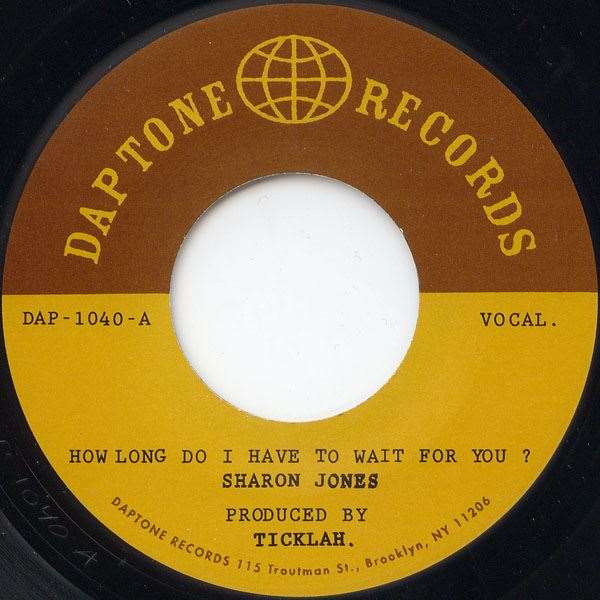 DAPTONE RECORDS
DAP-1040-A
VOCAL.
HOW LONG DO I HAVE TO WAIT FOR YOU ?
SHARON JONES
PRODUCED BY
TICKLAH.
DAPTONE RECORDS 115 Troutman St., Brooklyn, NY 11206
1040 A